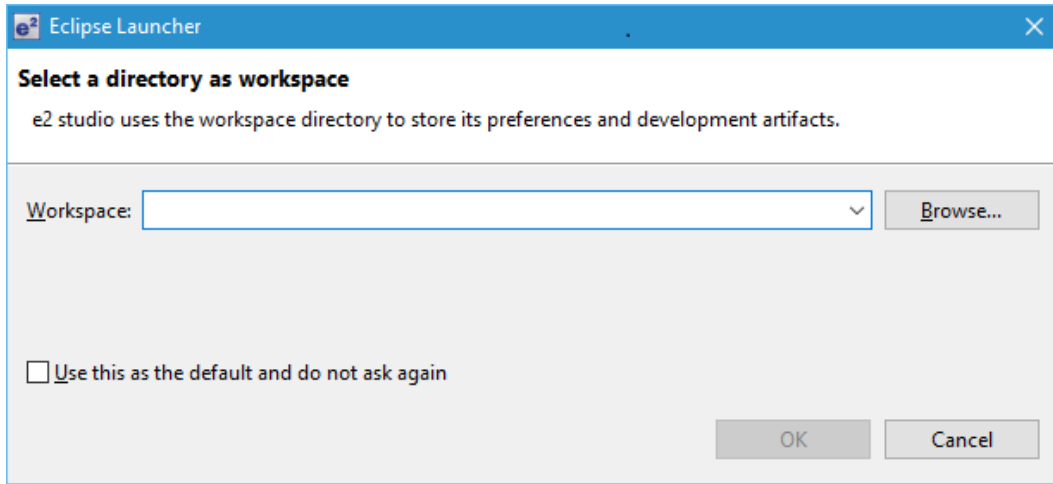 e² Eclipse Launcher
Select a directory as workspace
e2 studio uses the workspace directory to store its preferences and development artifacts.
Workspace: Browse...
Use this as the default and do not ask again
OK Cancel